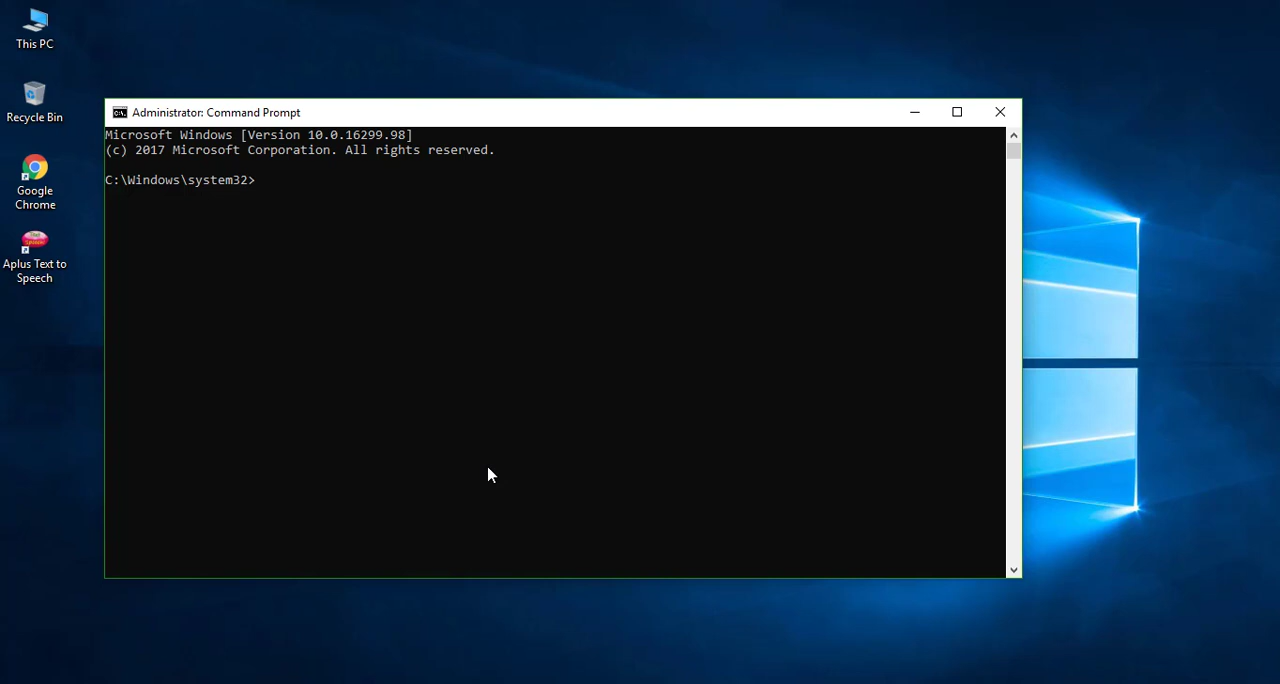 This PC
Recycle Bin
Google
Chrome
Aplus Text to
Speech
Administrator: Command Prompt
Microsoft Windows [Version 10.0.16299.98]
(c) 2017 Microsoft Corporation. All rights reserved.
C:\Windows\system32>